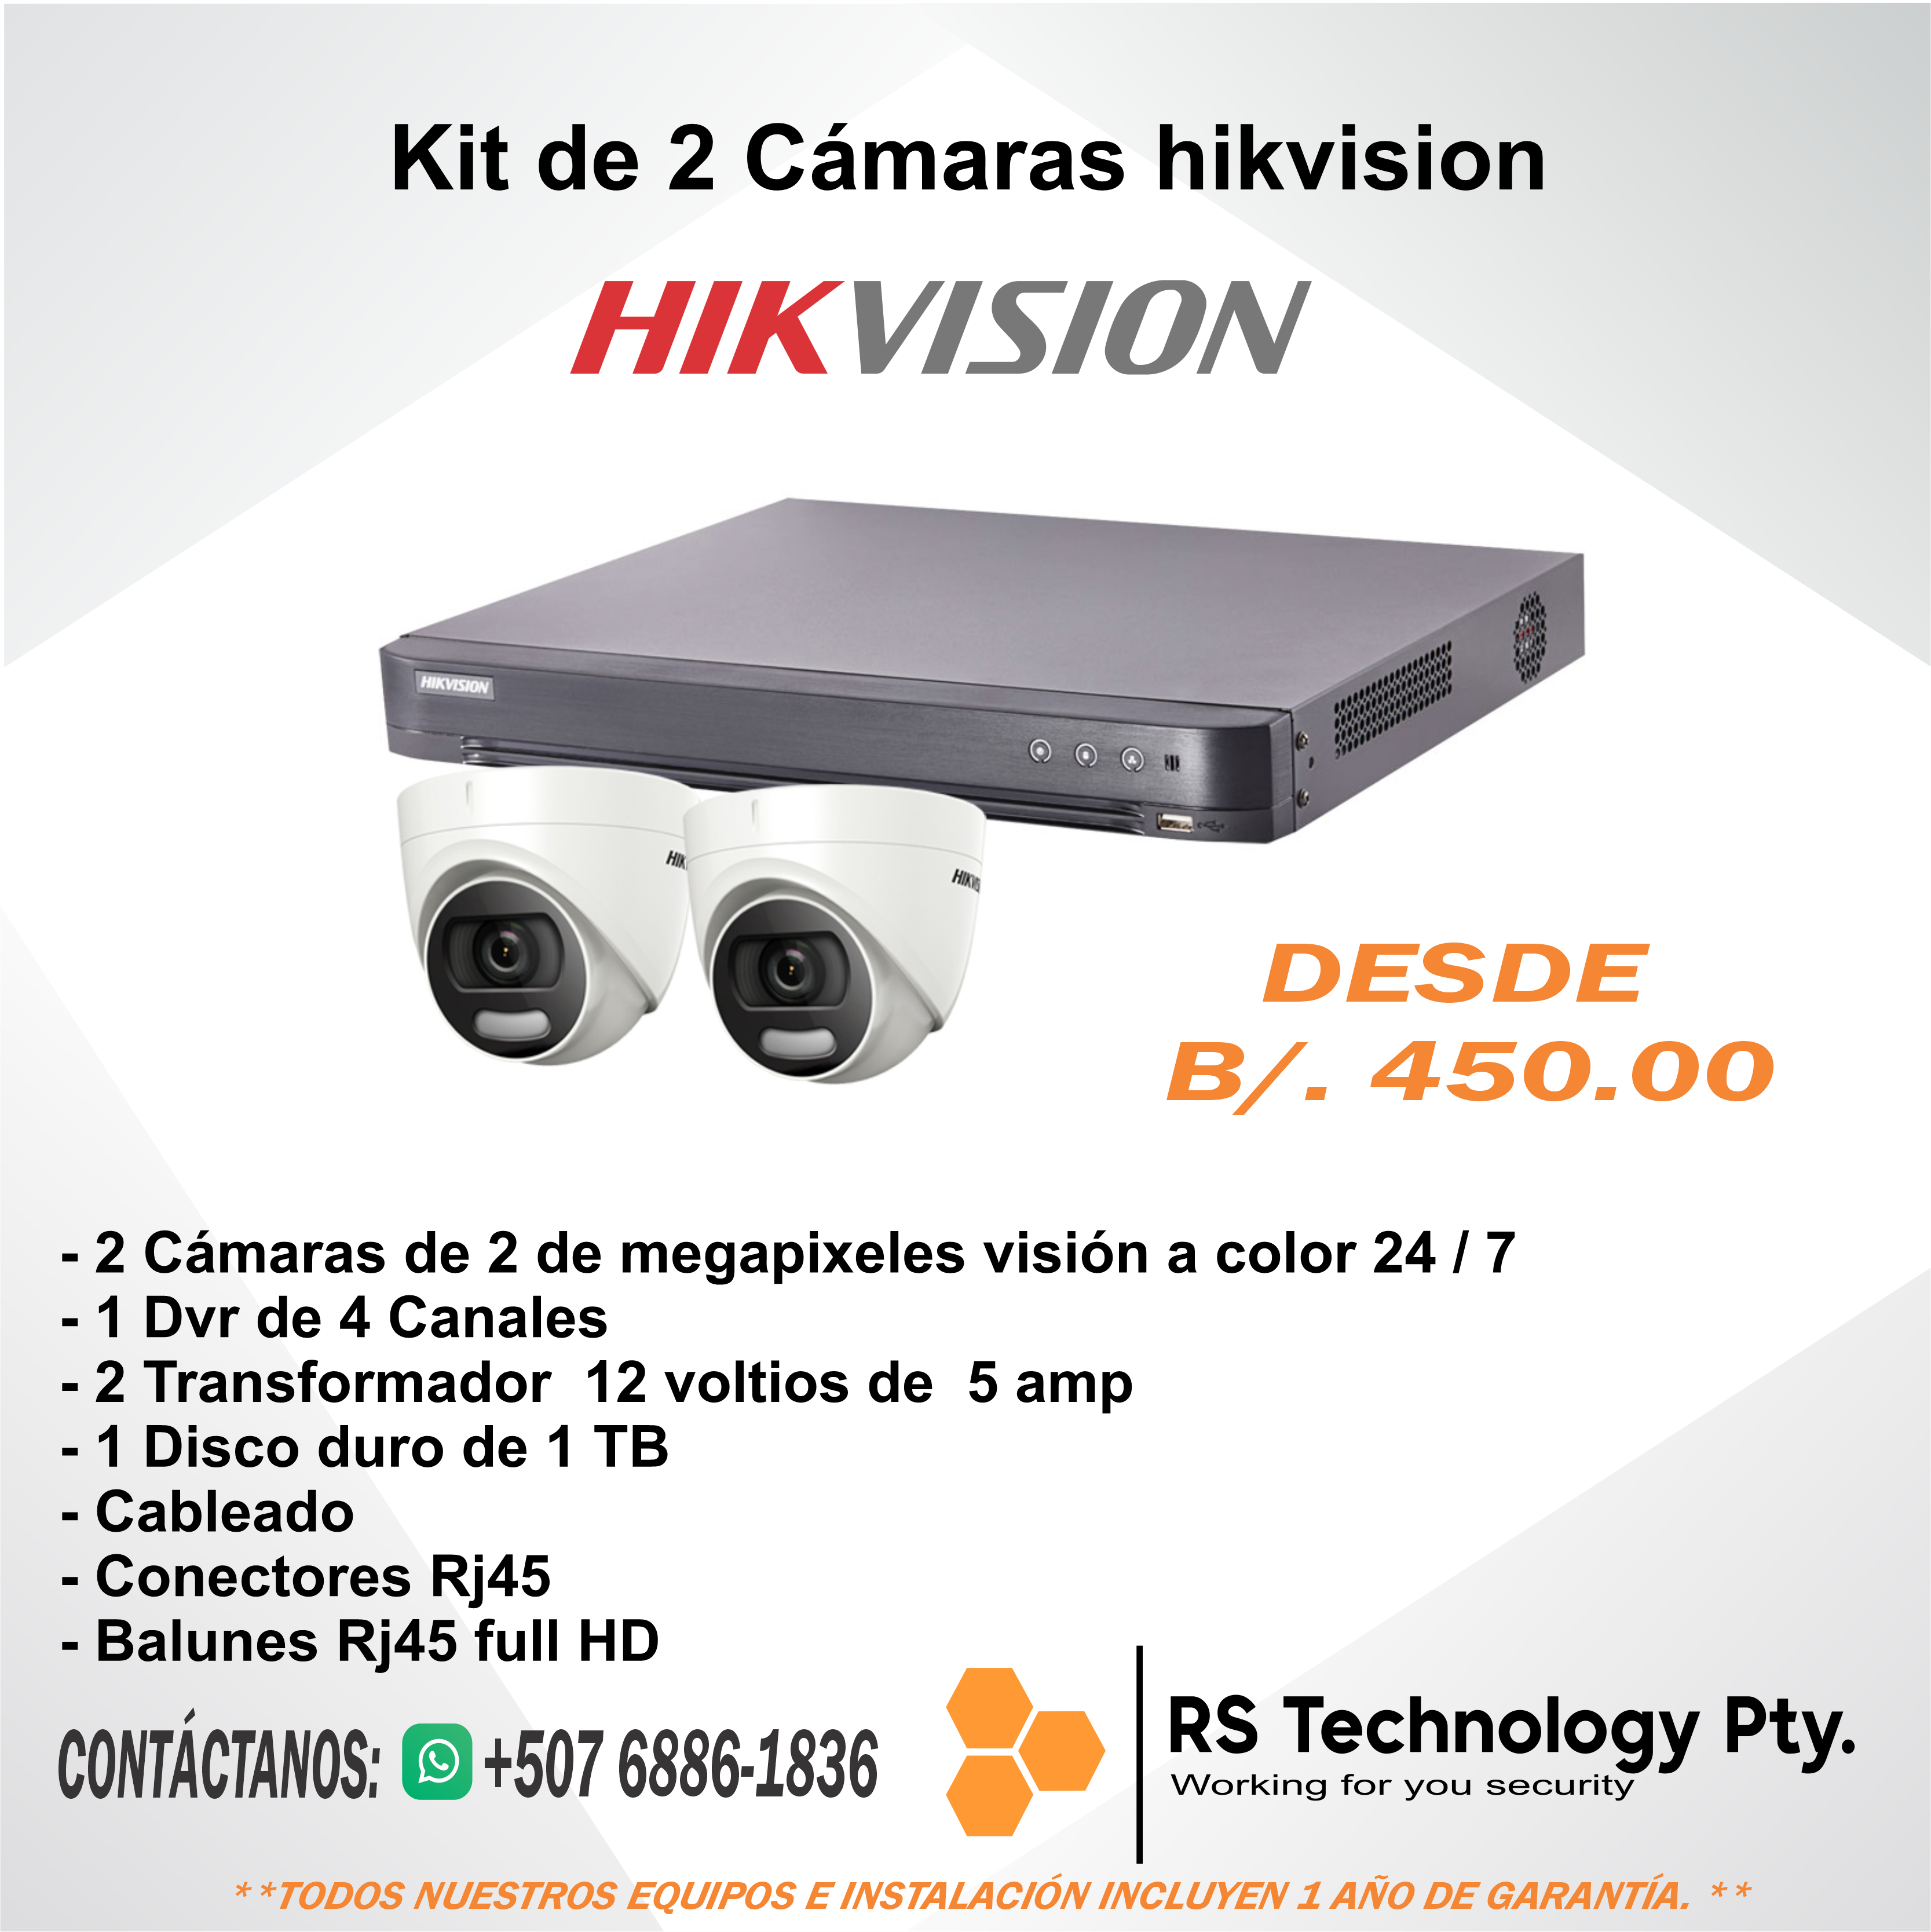 Kit de 2 Cámaras hikvision
HIKVISION
HIKVISION
HIK
HIKVIS
DESDE
B/. 450.00
- 2 Cámaras de 2 de megapixeles visión a color 24 / 7
- 1 Dvr de 4 Canales
- 2 Transformador 12 voltios de 5 amp
- 1 Disco duro de 1 TB
- Cableado
- Conectores Rj45
- Balunes Rj45 full HD
CONTÁCTANOS: +507 6886-1836
RS Technology Pty.
Working for you security
**TODOS NUESTROS EQUIPOS E INSTALACIÓN INCLUYEN 1 AÑO DE GARANTÍA. **